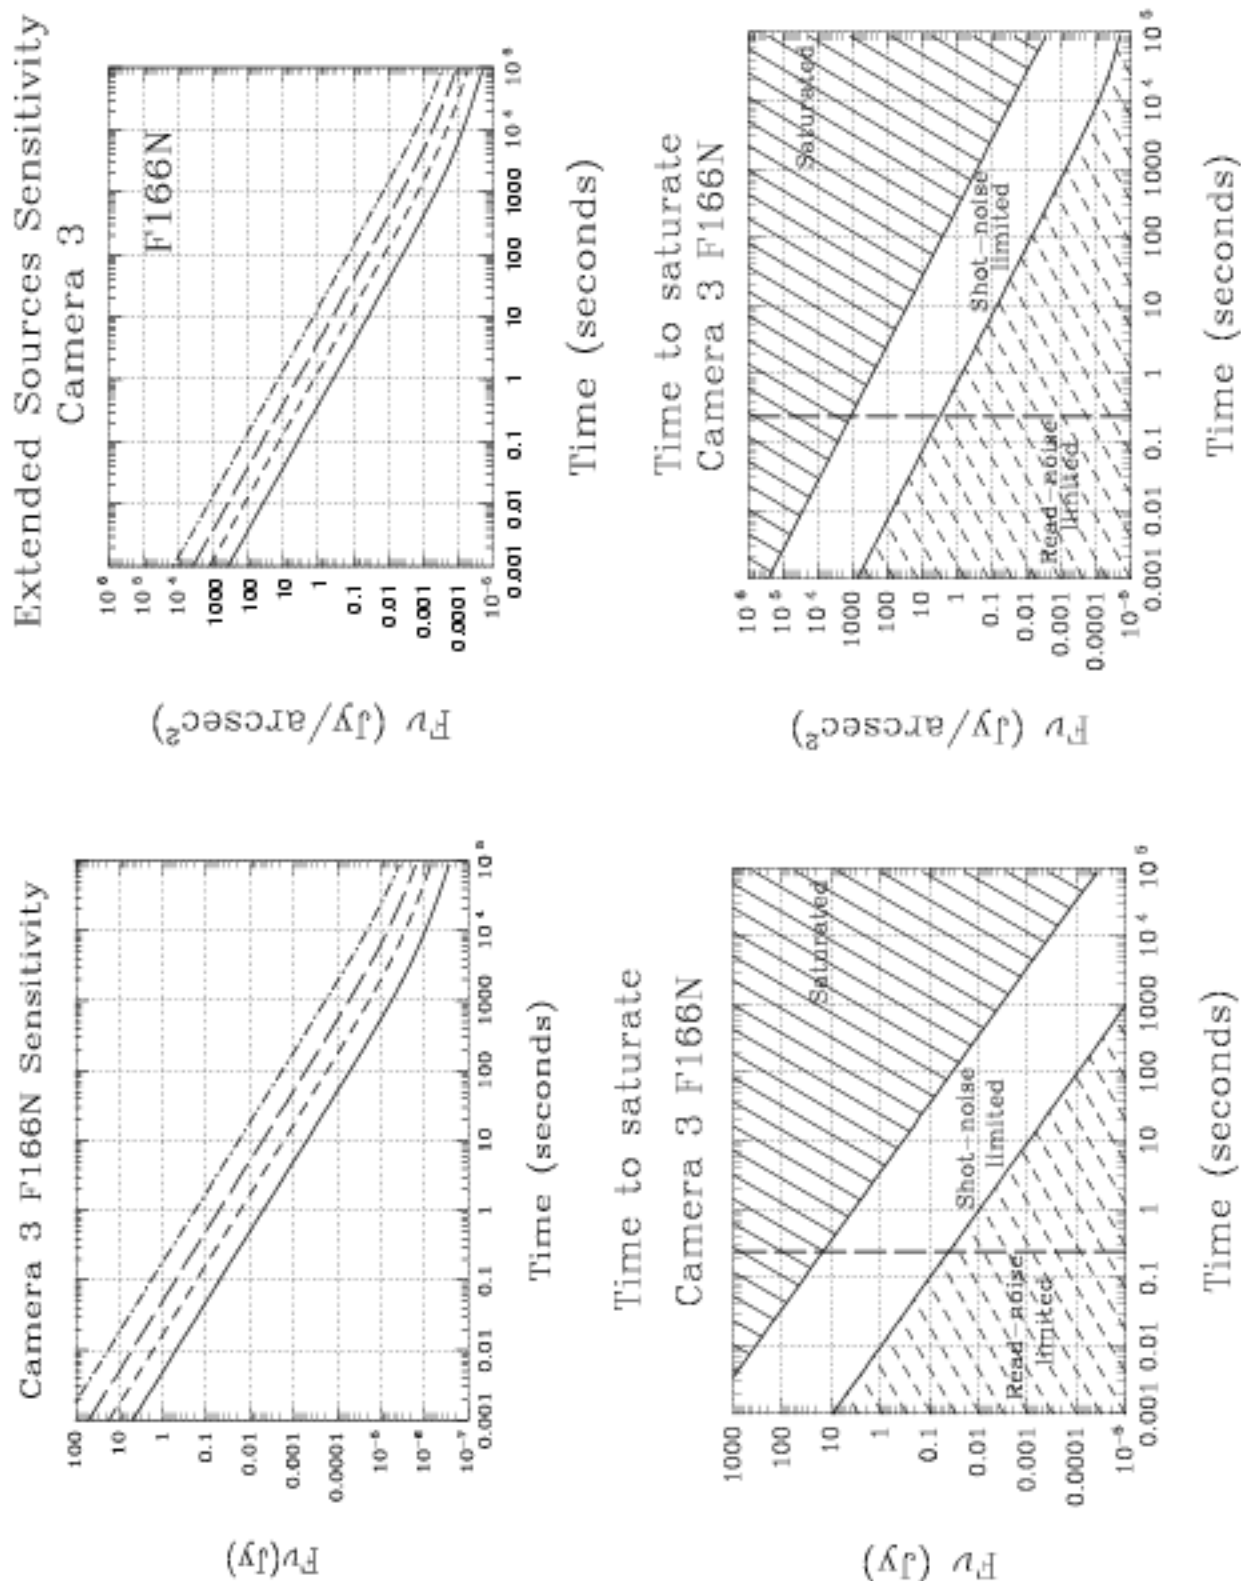 Camera 3 F166N Sensitivity
Fν(Jy)
100
10
1
0.1
0.01
0.001
0.0001
10⁻⁵
10⁻⁶
10⁻⁷
0.001 0.01 0.1 1 10 100 1000 10⁴ 10⁵
Time (seconds)
Extended Sources Sensitivity
Camera 3
F166N
Fν (Jy/arcsec²)
10⁶
10⁵
10⁴
1000
100
10
1
0.1
0.01
0.001
0.0001
10⁻⁵
0.001 0.01 0.1 1 10 100 1000 10⁴ 10⁵
Time (seconds)
Time to saturate
Camera 3 F166N
Fν (Jy)
1000
100
10
1
0.1
0.01
0.001
0.0001
10⁻⁵
Saturated
Shot-noise
limited
Read-noise
limited
0.001 0.01 0.1 1 10 100 1000 10⁴ 10⁵
Time (seconds)
Time to saturate
Camera 3 F166N
Fν (Jy/arcsec²)
10⁶
10⁵
10⁴
1000
100
10
1
0.1
0.01
0.001
0.0001
10⁻⁵
Saturated
Shot-noise
limited
Read-noise
limited
0.001 0.01 0.1 1 10 100 1000 10⁴ 10⁵
Time (seconds)